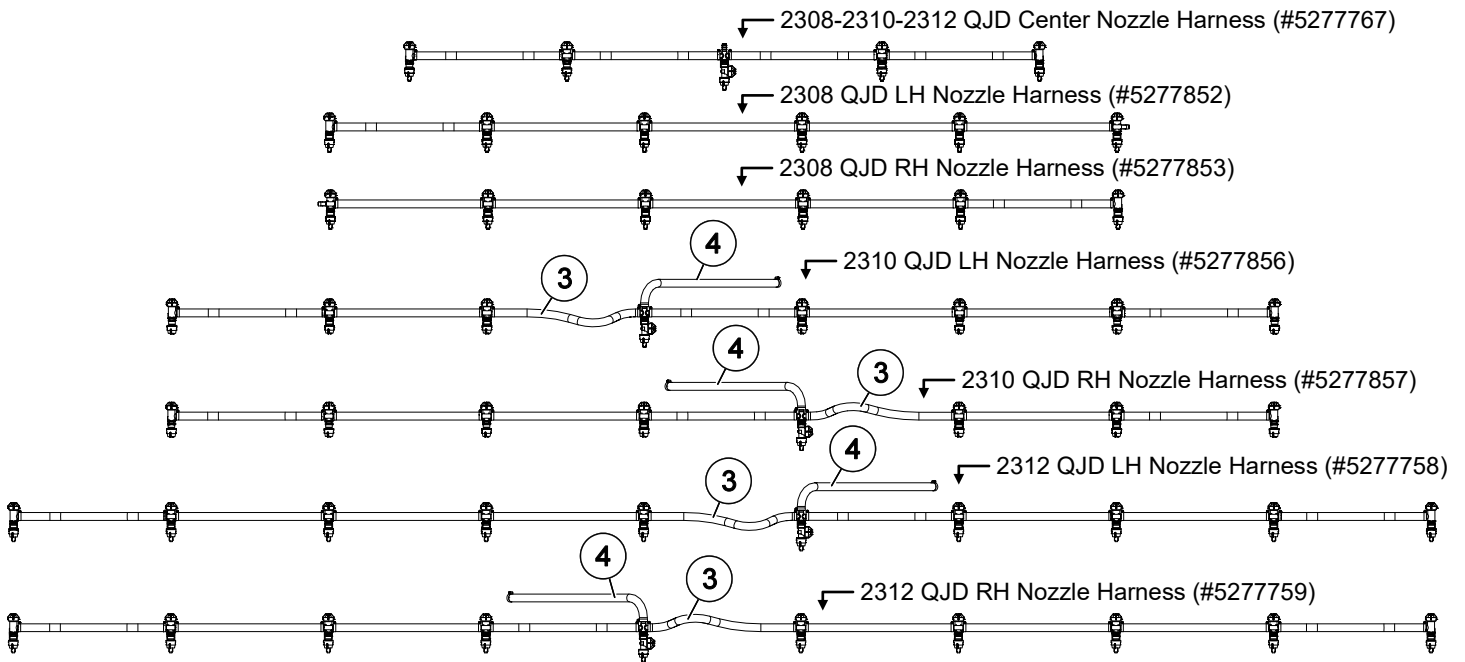 2308-2310-2312 QJD Center Nozzle Harness (#5277767)
2308 QJD LH Nozzle Harness (#5277852)
2308 QJD RH Nozzle Harness (#5277853)
4
2310 QJD LH Nozzle Harness (#5277856)
3
4
3
2310 QJD RH Nozzle Harness (#5277857)
4
2312 QJD LH Nozzle Harness (#5277758)
3
4
3
2312 QJD RH Nozzle Harness (#5277759)